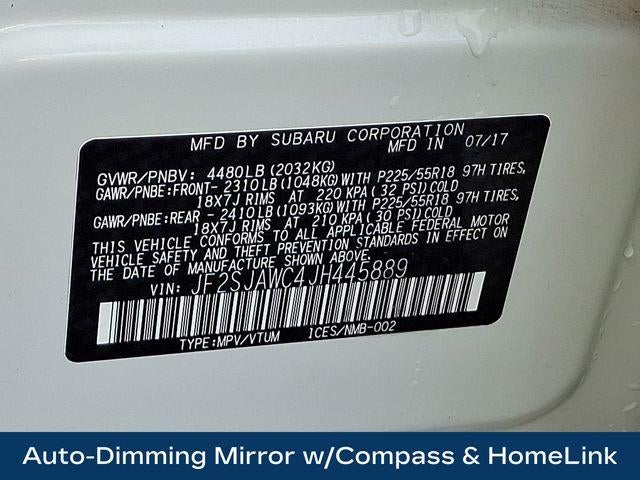 MFD BY SUBARU CORPORATION
MFD IN 07/17
GVWR/PNBV: 4480LB(2032KG)
GAWR/PNBE:FRONT- 2310LB(1048KG)WITH P225/55R18 97H TIRES,
18X7J RIMS AT 220 KPA(32 PSI)COLD
GAWR/PNBE:REAR - 2410LB(1093KG)WITH P225/55R18 97H TIRES,
18X7J RIMS AT 210 KPA(30 PSI)COLD
THIS VEHICLE CONFORMS TO ALL APPLICABLE FEDERAL MOTOR
VEHICLE SAFETY AND THEFT PREVENTION STANDARDS IN EFFECT ON
THE DATE OF MANUFACTURE SHOWN ABOVE.
VIN: JF2SJAWC4JH445889
TYPE:MPV/VTUM ICES/NMB-002
Auto-Dimming Mirror w/Compass & HomeLink